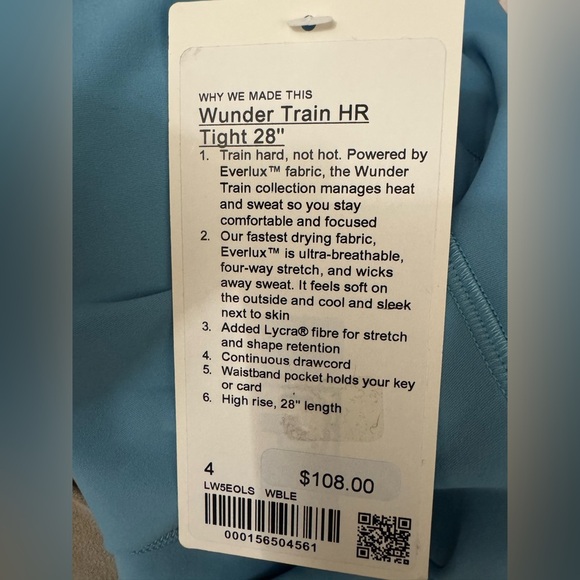 WHY WE MADE THIS
Wunder Train HR
Tight 28"
1. Train hard, not hot. Powered by
Everlux™ fabric, the Wunder
Train collection manages heat
and sweat so you stay
comfortable and focused
2. Our fastest drying fabric,
Everlux™ is ultra-breathable,
four-way stretch, and wicks
away sweat. It feels soft on
the outside and cool and sleek
next to skin
3. Added Lycra® fibre for stretch
and shape retention
4. Continuous drawcord
5. Waistband pocket holds your key
or card
6. High rise, 28" length
4
$108.00
LW5EOLS WBLE
000156504561